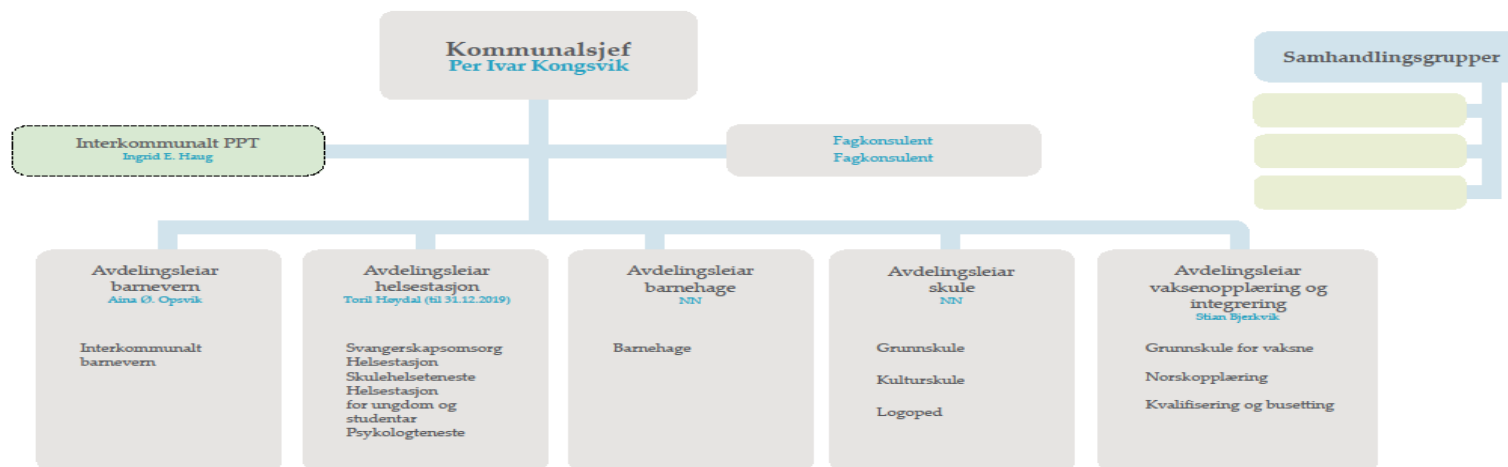 Kommunalsjef
Per Ivar Kongsvik
Samhandlingsgrupper
Interkommunalt PPT
Ingrid E. Haug
Fagkonsulent
Fagkonsulent
Avdelingsleiar
barnevern
Aina Ø. Opsvik
Interkommunalt
barnevern
Avdelingsleiar
helsestasjon
Toril Høydal (til 31.12.2019)
Svangerskapsomsorg
Helsestasjon
Skulehelseteneste
Helsestasjon
for ungdom og
studentar
Psykologteneste
Avdelingsleiar
barnehage
NN
Barnehage
Avdelingsleiar
skule
NN
Grunnskule
Kulturskule
Logoped
Avdelingsleiar
vaksenopplæring og
integrering
Stian Bjerkvik
Grunnskule for vaksne
Norskopplæring
Kvalifisering og busetting